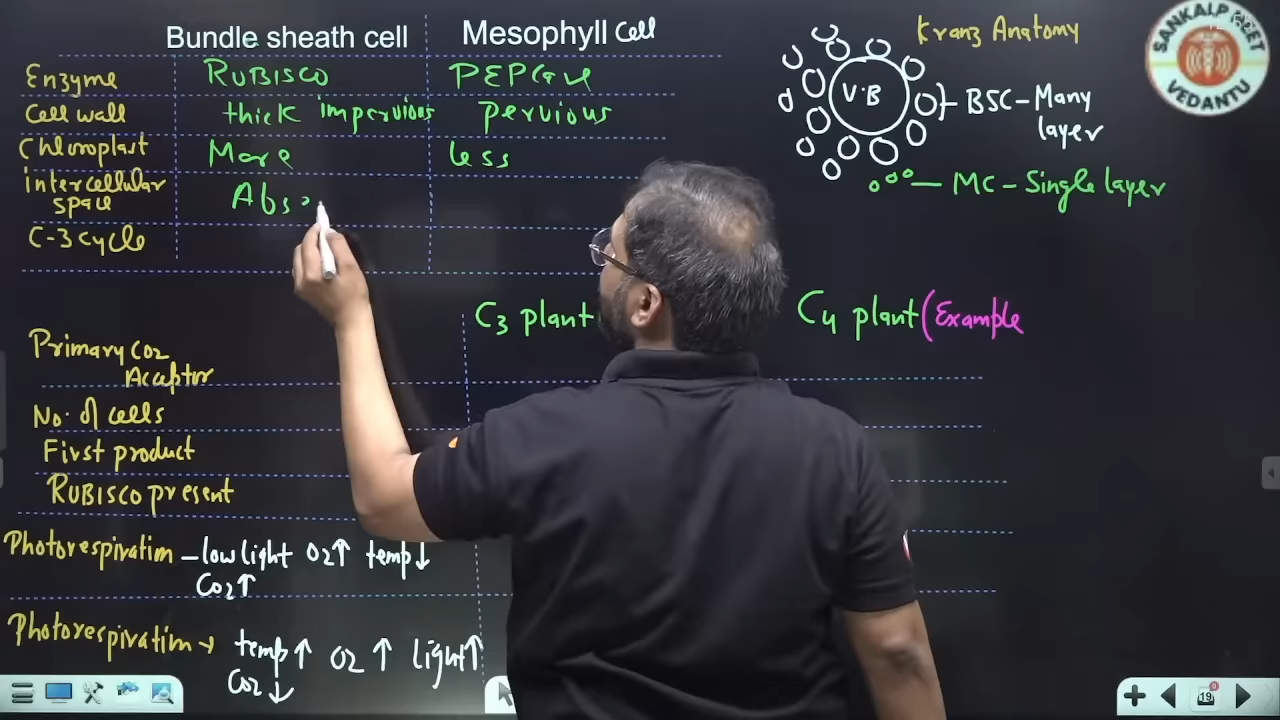 Bundle sheath cell Mesophyll Cell
Kranz Anatomy
SANKALP NEET
VEDANTU
Enzyme RUBISCO PEPCase
Cell wall thick impervious Pervious
Chloroplast More less
intercellular space Abs
C-3 cycle
V.B
BSC - Many layer
MC - Single layer
C3 plant C4 plant (Example
Primary CO2 Acceptor
No. of cells
First product
RUBISCO present
Photorespiration - low light O2↑ temp↓
CO2↑
Photorespiration → temp↑ O2↑ light↑
CO2↓
19